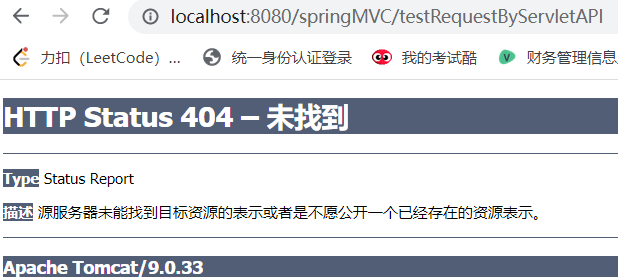 localhost:8080/springMVC/testRequestByServletAPI
力扣（LeetCode）... 统一身份认证登录 我的考试酷 财务管理信息
HTTP Status 404 – 未找到
Type Status Report
描述 源服务器未能找到目标资源的表示或者是不愿公开一个已经存在的资源表示。
Apache Tomcat/9.0.33